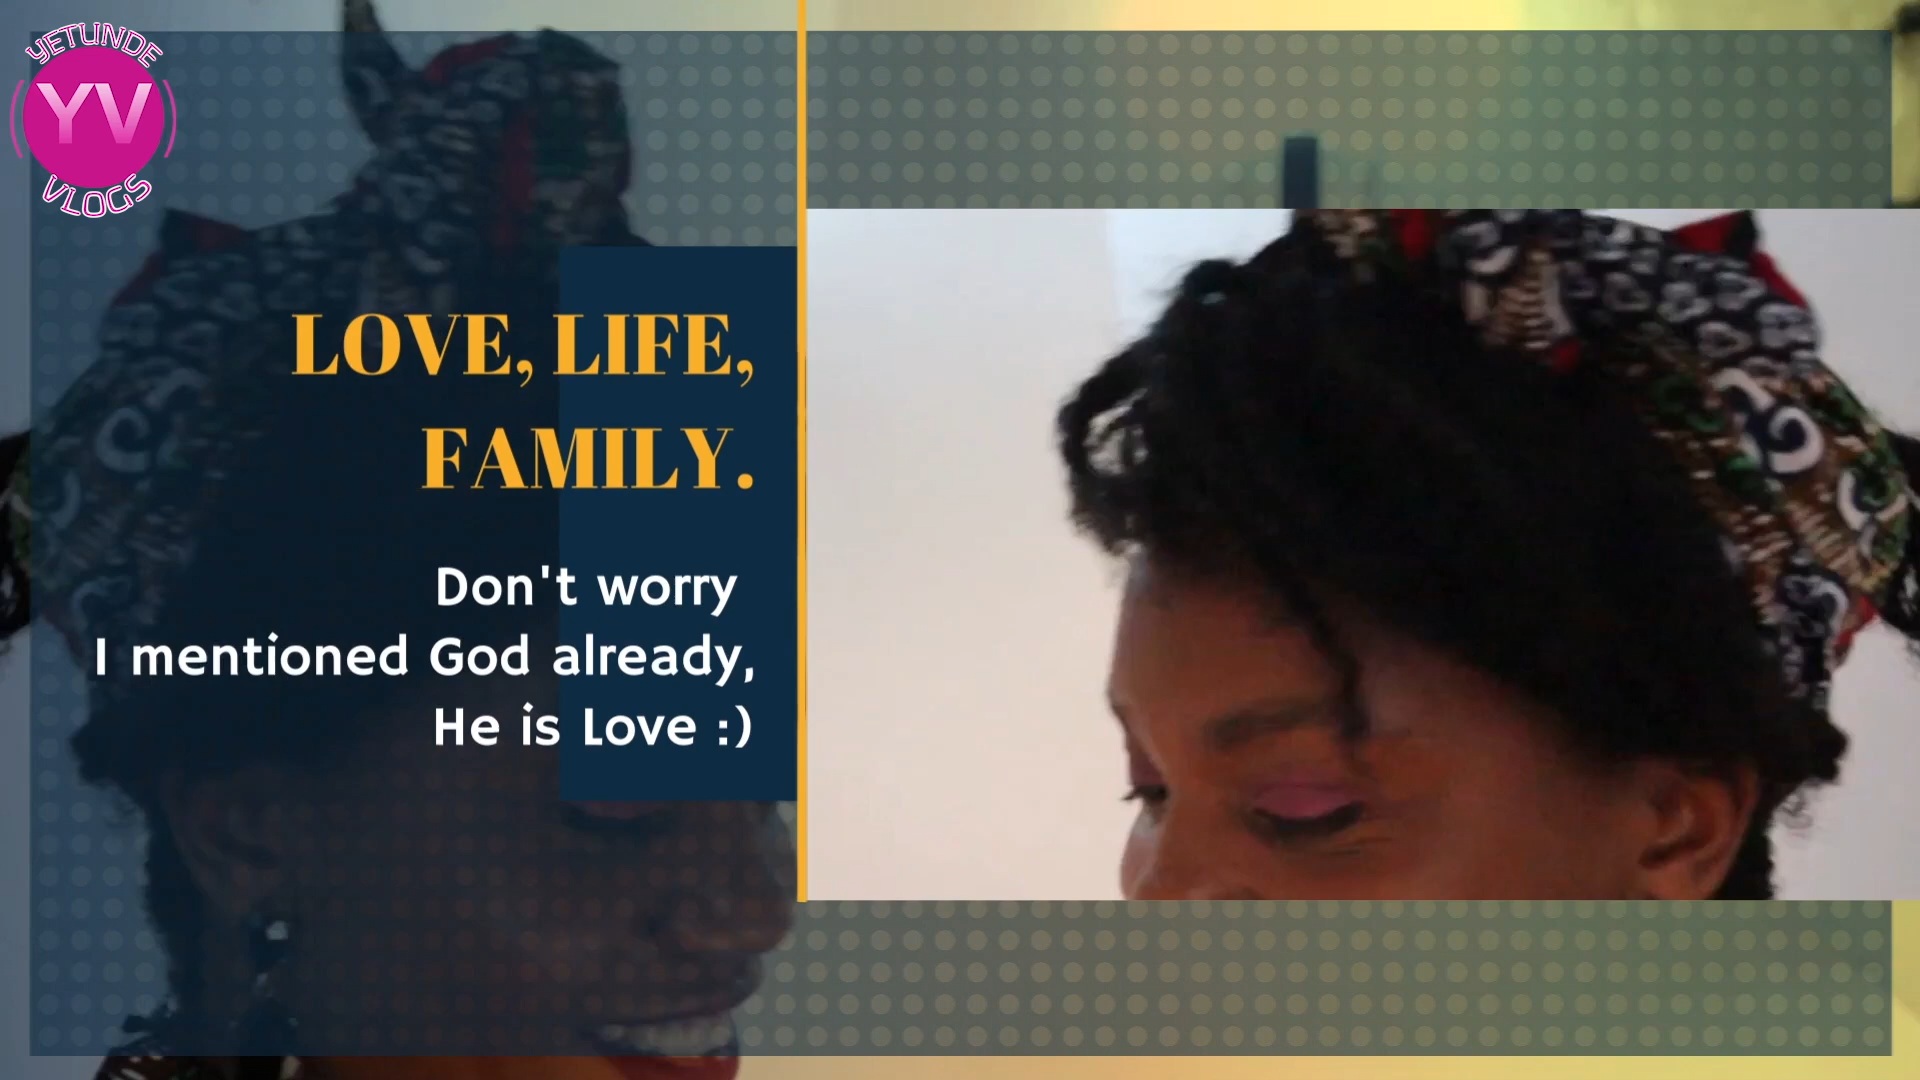 YETUNDE
YV
VLOGS
LOVE, LIFE,
FAMILY.
Don't worry
I mentioned God already,
He is Love :)